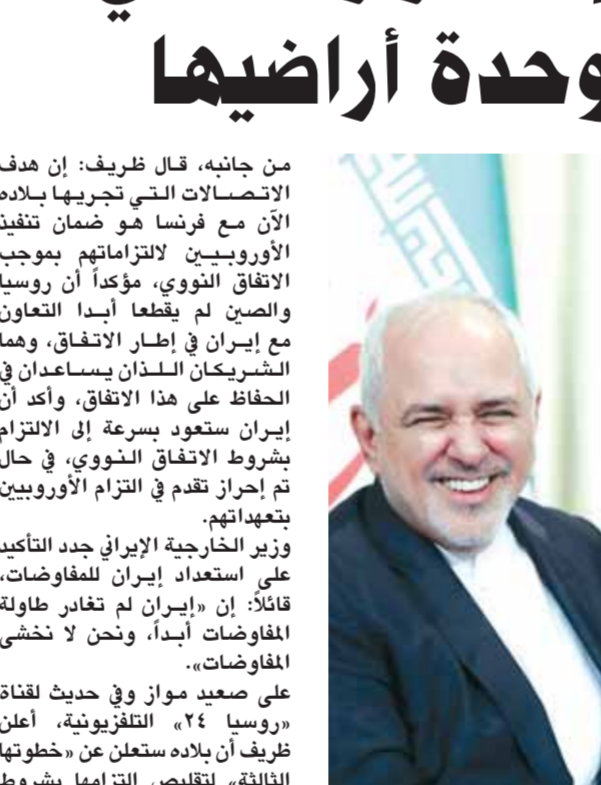 وحدة أراضيها
من جانبه، قال ظريف: إن هدف
الاتصالات التي تجريها بلاده
الآن مع فرنسا هو ضمان تنفيذ
الأوروبيين لالتزاماتهم بموجب
الاتفاق النووي، مؤكداً أن روسيا
والصين لم يقطعا أبدا التعاون
مع إيران في إطار الاتفاق، وهما
الشريكان اللذان يساعدان في
الحفاظ على هذا الاتفاق، وأكد أن
إيران ستعود بسرعة إلى الالتزام
بشروط الاتفاق النووي، في حال
تم إحراز تقدم في التزام الأوروبيين
بتعهداتهم.
وزير الخارجية الإيراني جدد التأكيد
على استعداد إيران للمفاوضات،
قائلاً: إن «إيران لم تغادر طاولة
المفاوضات أبداً، ونحن لا نخشى
المفاوضات».
على صعيد مواز وفي حديث لقناة
«روسيا ٢٤» التلفزيونية، أعلن
ظريف أن بلاده ستعلن عن «خطوتها
الثالثة» لتقليص التزامها بشروط